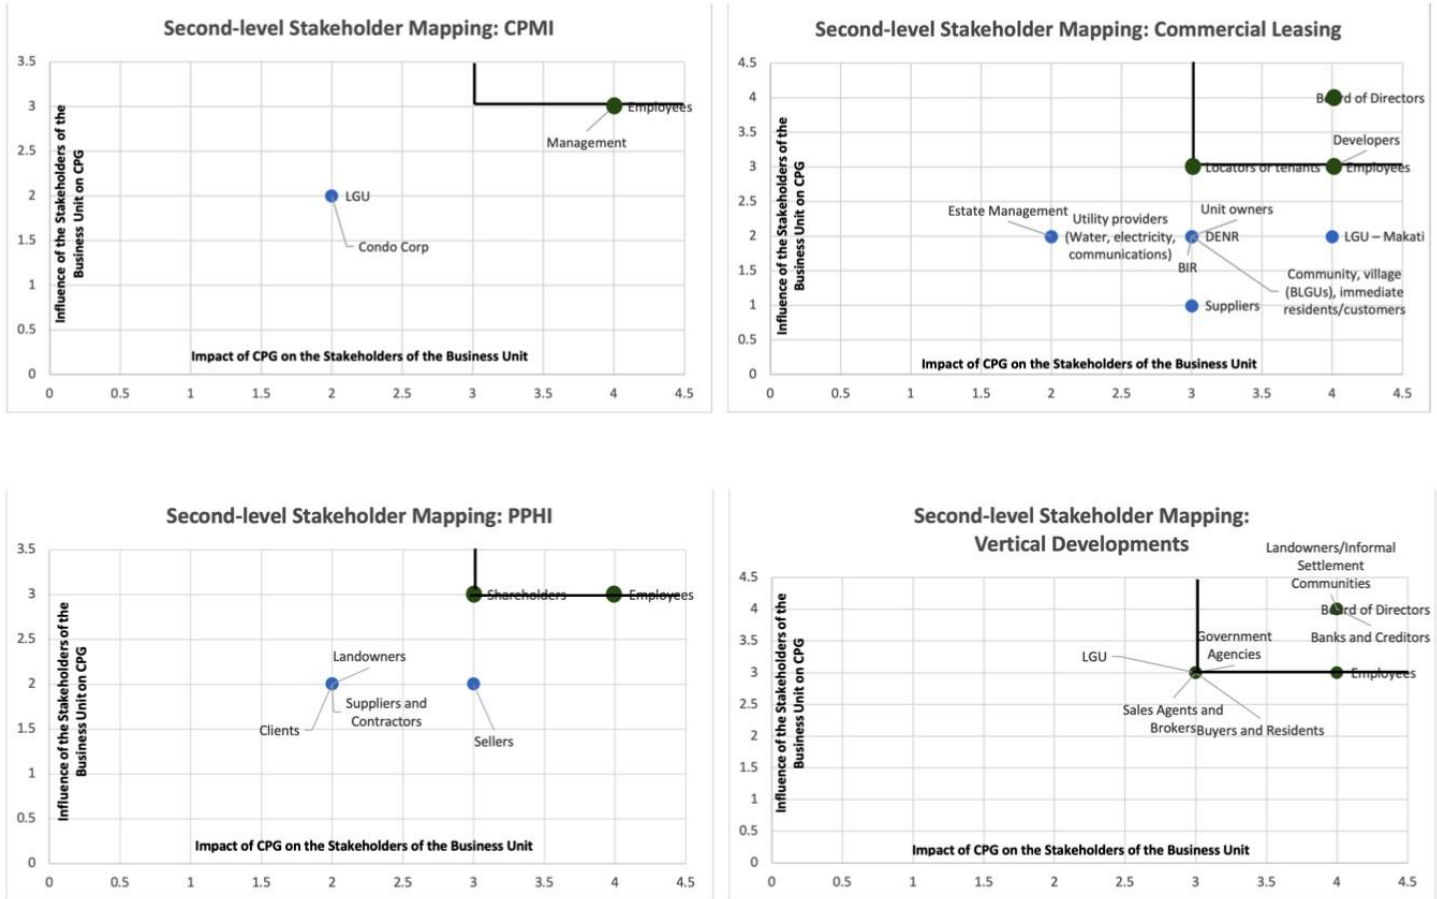 Second-level Stakeholder Mapping: CPMI
3.5
3
2.5
2
1.5
1
0.5
0
Influence of the Stakeholders of the
Business Unit on CPG
Employees
Management
LGU
Condo Corp
Impact of CPG on the Stakeholders of the Business Unit
0 0.5 1 1.5 2 2.5 3 3.5 4 4.5
Second-level Stakeholder Mapping: Commercial Leasing
4.5
4
3.5
3
2.5
2
1.5
1
0.5
0
Influence of the Stakeholders of the
Business Unit on CPG
Board of Directors
Developers
Locators or tenants
Employees
Estate Management
Utility providers
(Water, electricity,
communications)
Unit owners
DENR
BIR
LGU – Makati
Community, village
(BLGUs), immediate
residents/customers
Suppliers
Impact of CPG on the Stakeholders of the Business Unit
0 0.5 1 1.5 2 2.5 3 3.5 4 4.5
Second-level Stakeholder Mapping: PPHI
3.5
3
2.5
2
1.5
1
0.5
0
Influence of the Stakeholders of the
Business Unit on CPG
Shareholders
Employees
Landowners
Suppliers and
Contractors
Clients
Sellers
Impact of CPG on the Stakeholders of the Business Unit
0 0.5 1 1.5 2 2.5 3 3.5 4 4.5
Second-level Stakeholder Mapping:
Vertical Developments
4.5
4
3.5
3
2.5
2
1.5
1
0.5
0
Influence of the Stakeholders of the
Business Unit on CPG
Landowners/Informal
Settlement
Communities
Board of Directors
Banks and Creditors
Government
Agencies
LGU
Employees
Sales Agents and
Brokers
Buyers and Residents
Impact of CPG on the Stakeholders of the Business Unit
0 0.5 1 1.5 2 2.5 3 3.5 4 4.5